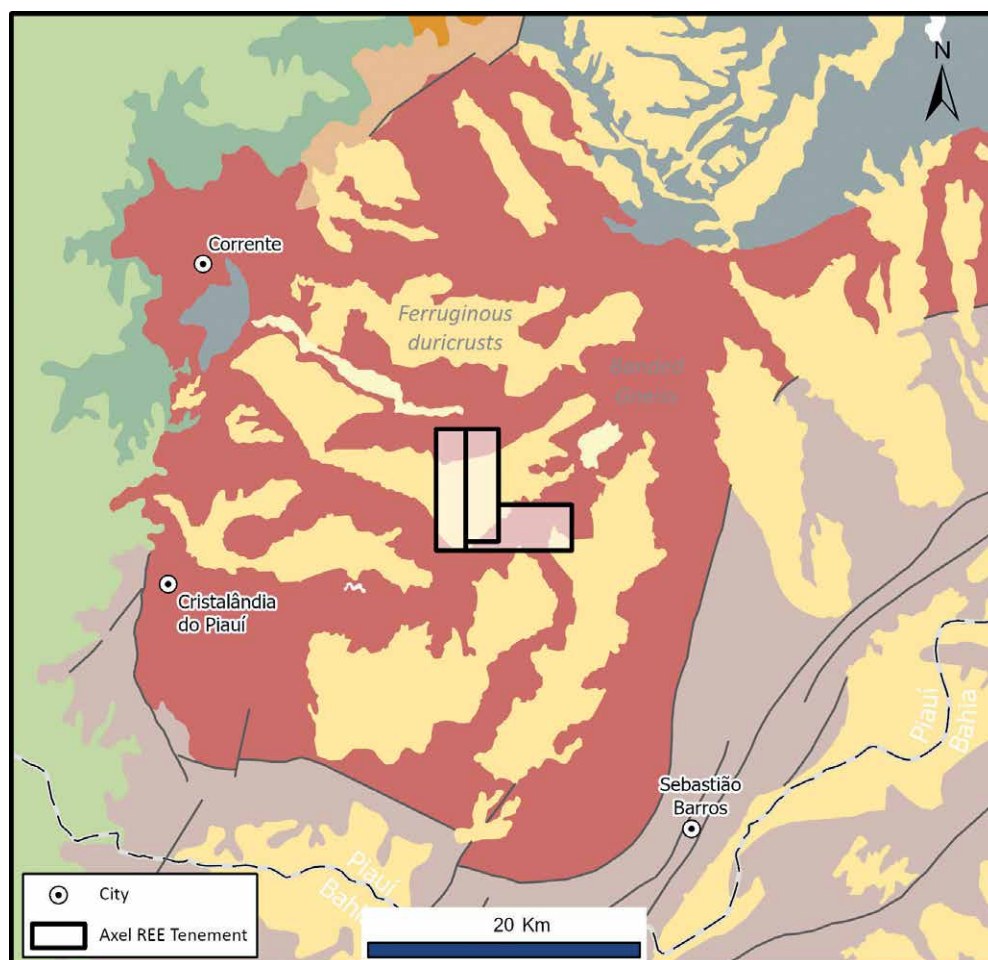 N
Corrente
Ferruginous
duricrusts
Banded
Gneiss
Cristalândia
do Piauí
Piauí
Bahia
Sebastião
Barros
Piauí
Bahia
City
Axel REE Tenement
20 Km